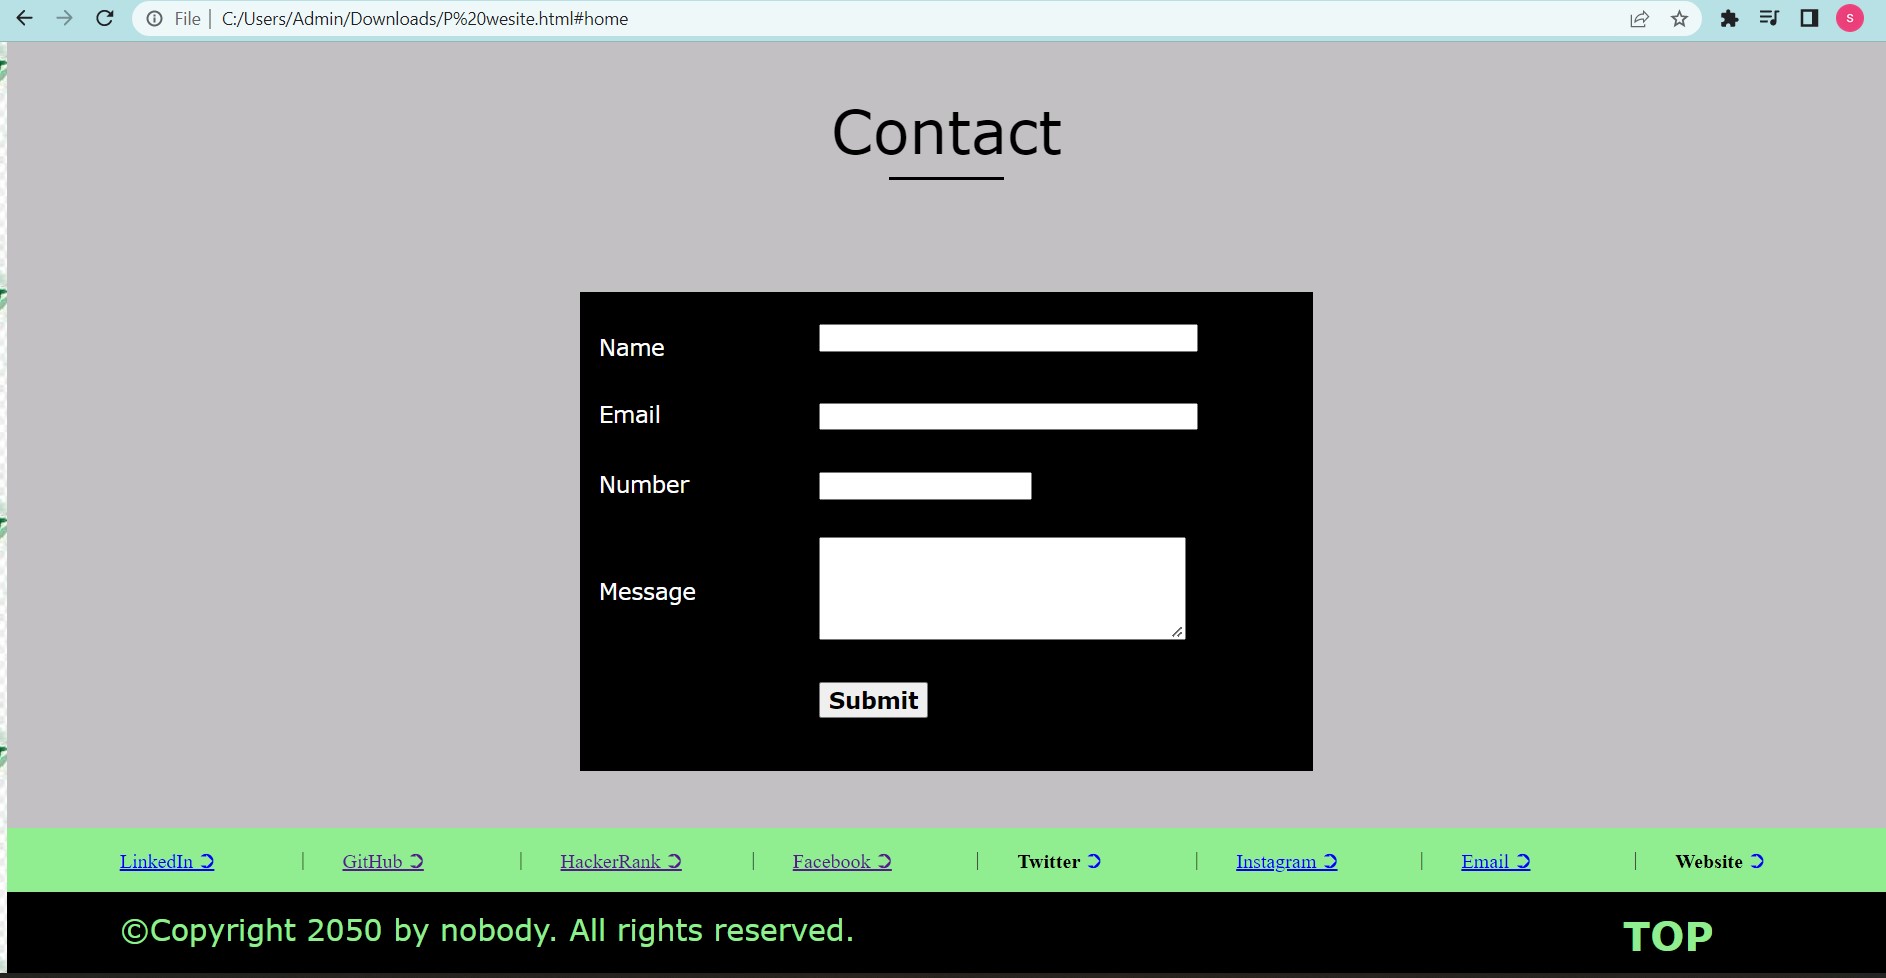 File | C:/Users/Admin/Downloads/P%20wesite.html#home
S
Contact
Name
Email
Number
Message
Submit
LinkedIn ➲ | GitHub ➲ | HackerRank ➲ | Facebook ➲ | Twitter ➲ | Instagram ➲ | Email ➲ | Website ➲
©Copyright 2050 by nobody. All rights reserved.
TOP